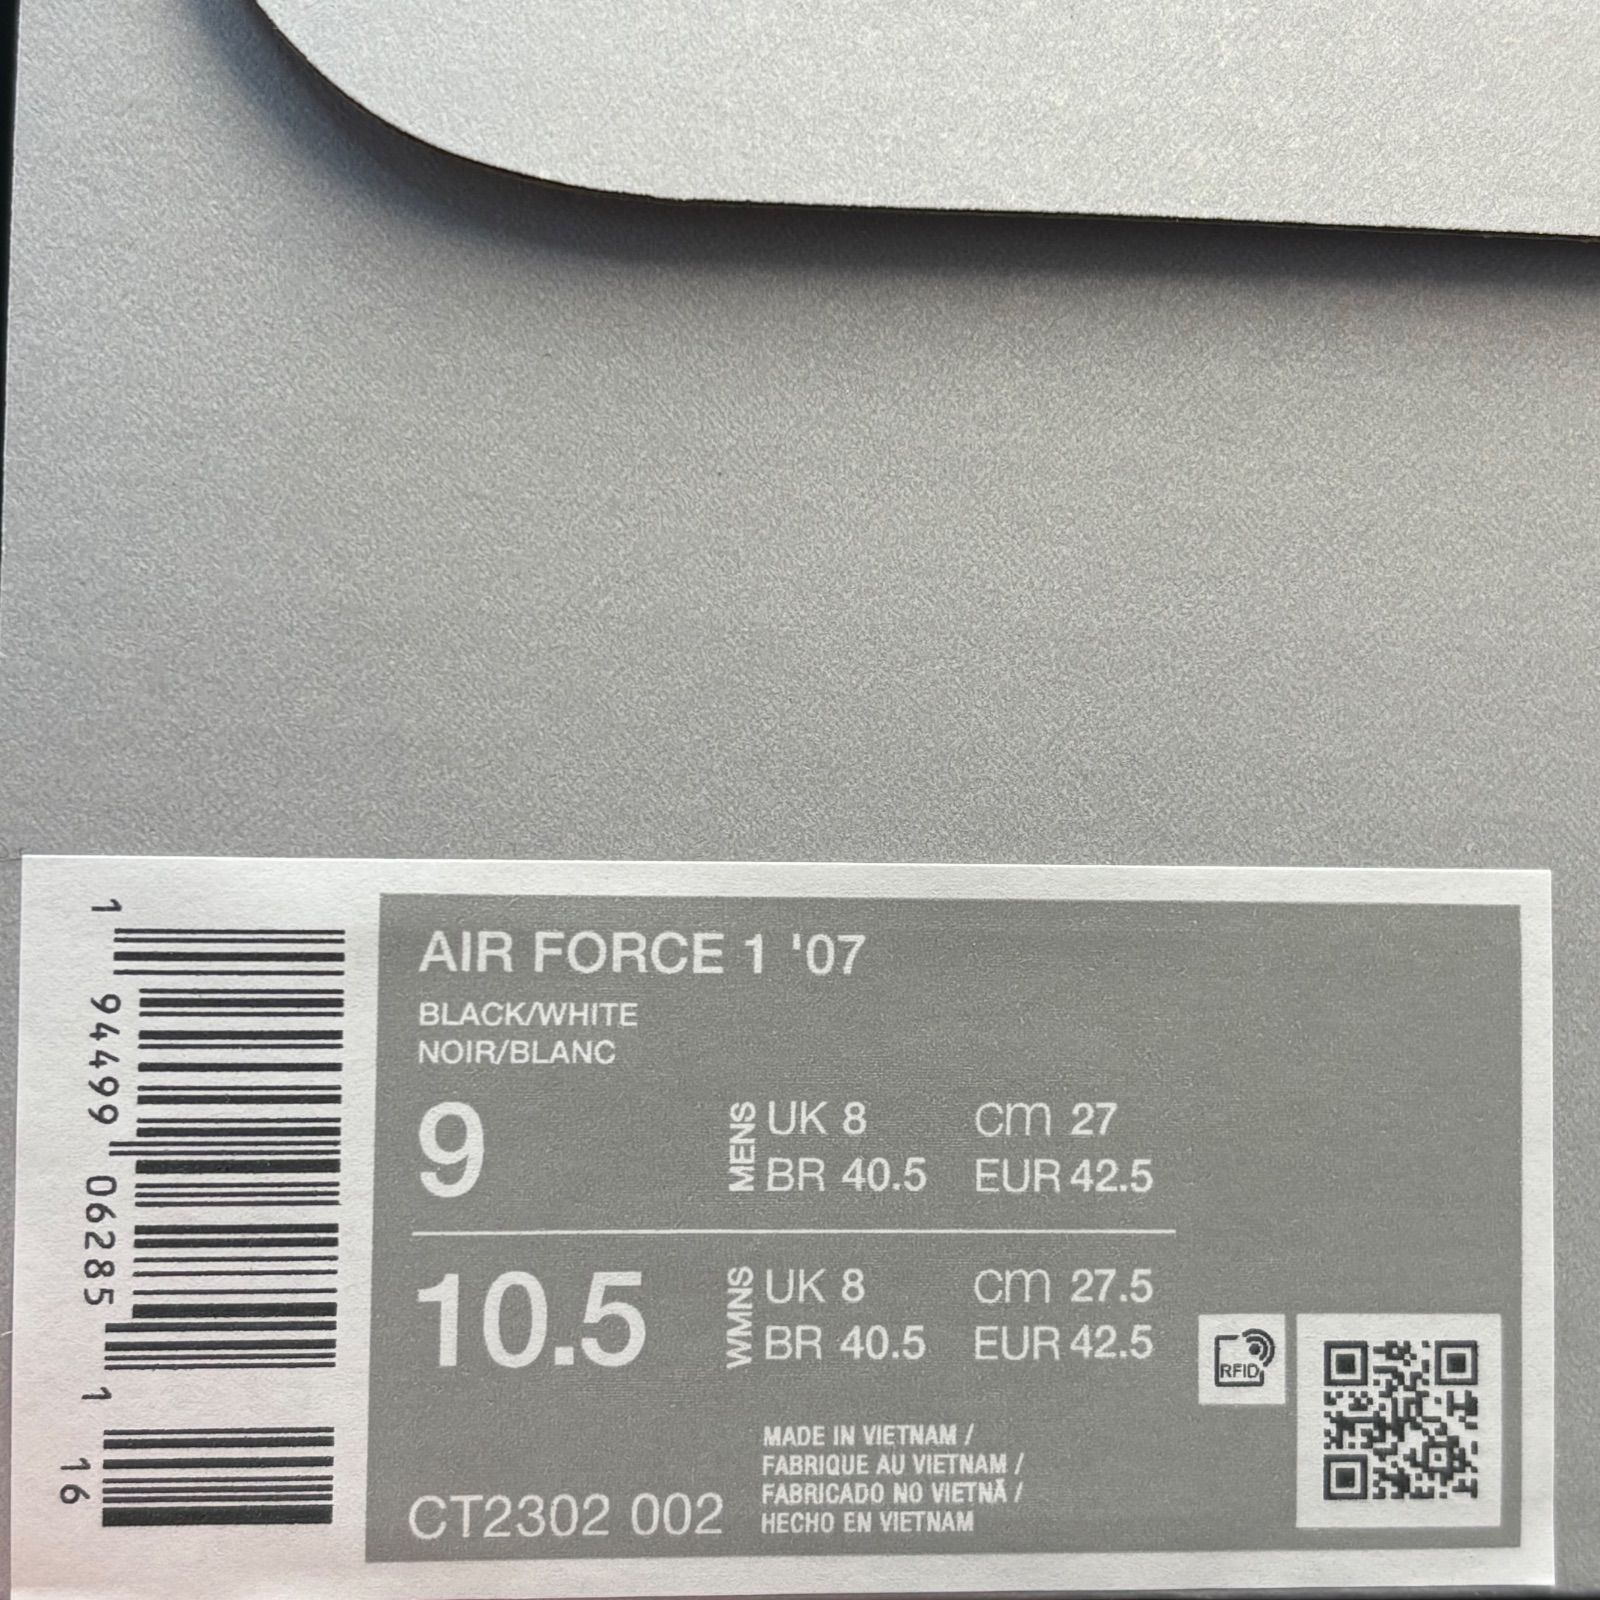 AIR FORCE 1 '07
BLACK/WHITE
NOIR/BLANC
9
MENS
UK 8 cm 27
BR 40.5 EUR 42.5
10.5
WMNS
UK 8 cm 27.5
BR 40.5 EUR 42.5
MADE IN VIETNAM /
FABRIQUE AU VIETNAM /
FABRICADO NO VIETNÃ /
HECHO EN VIETNAM
CT2302 002
RFID
1 94499 06285 1
16